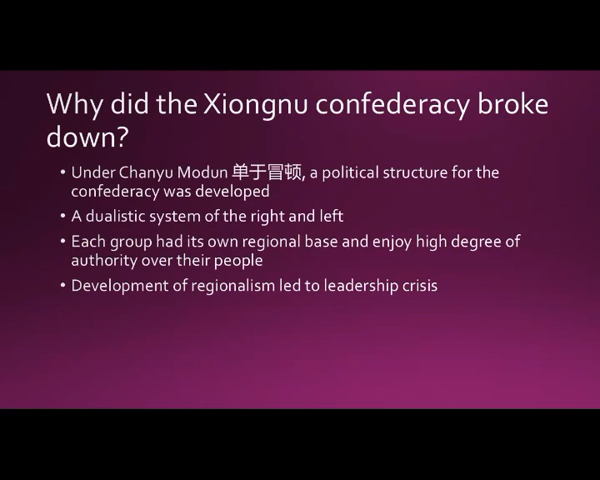 Why did the Xiongnu confederacy broke
down?
• Under Chanyu Modun 单于冒顿, a political structure for the
confederacy was developed
• A dualistic system of the right and left
• Each group had its own regional base and enjoy high degree of
authority over their people
• Development of regionalism led to leadership crisis